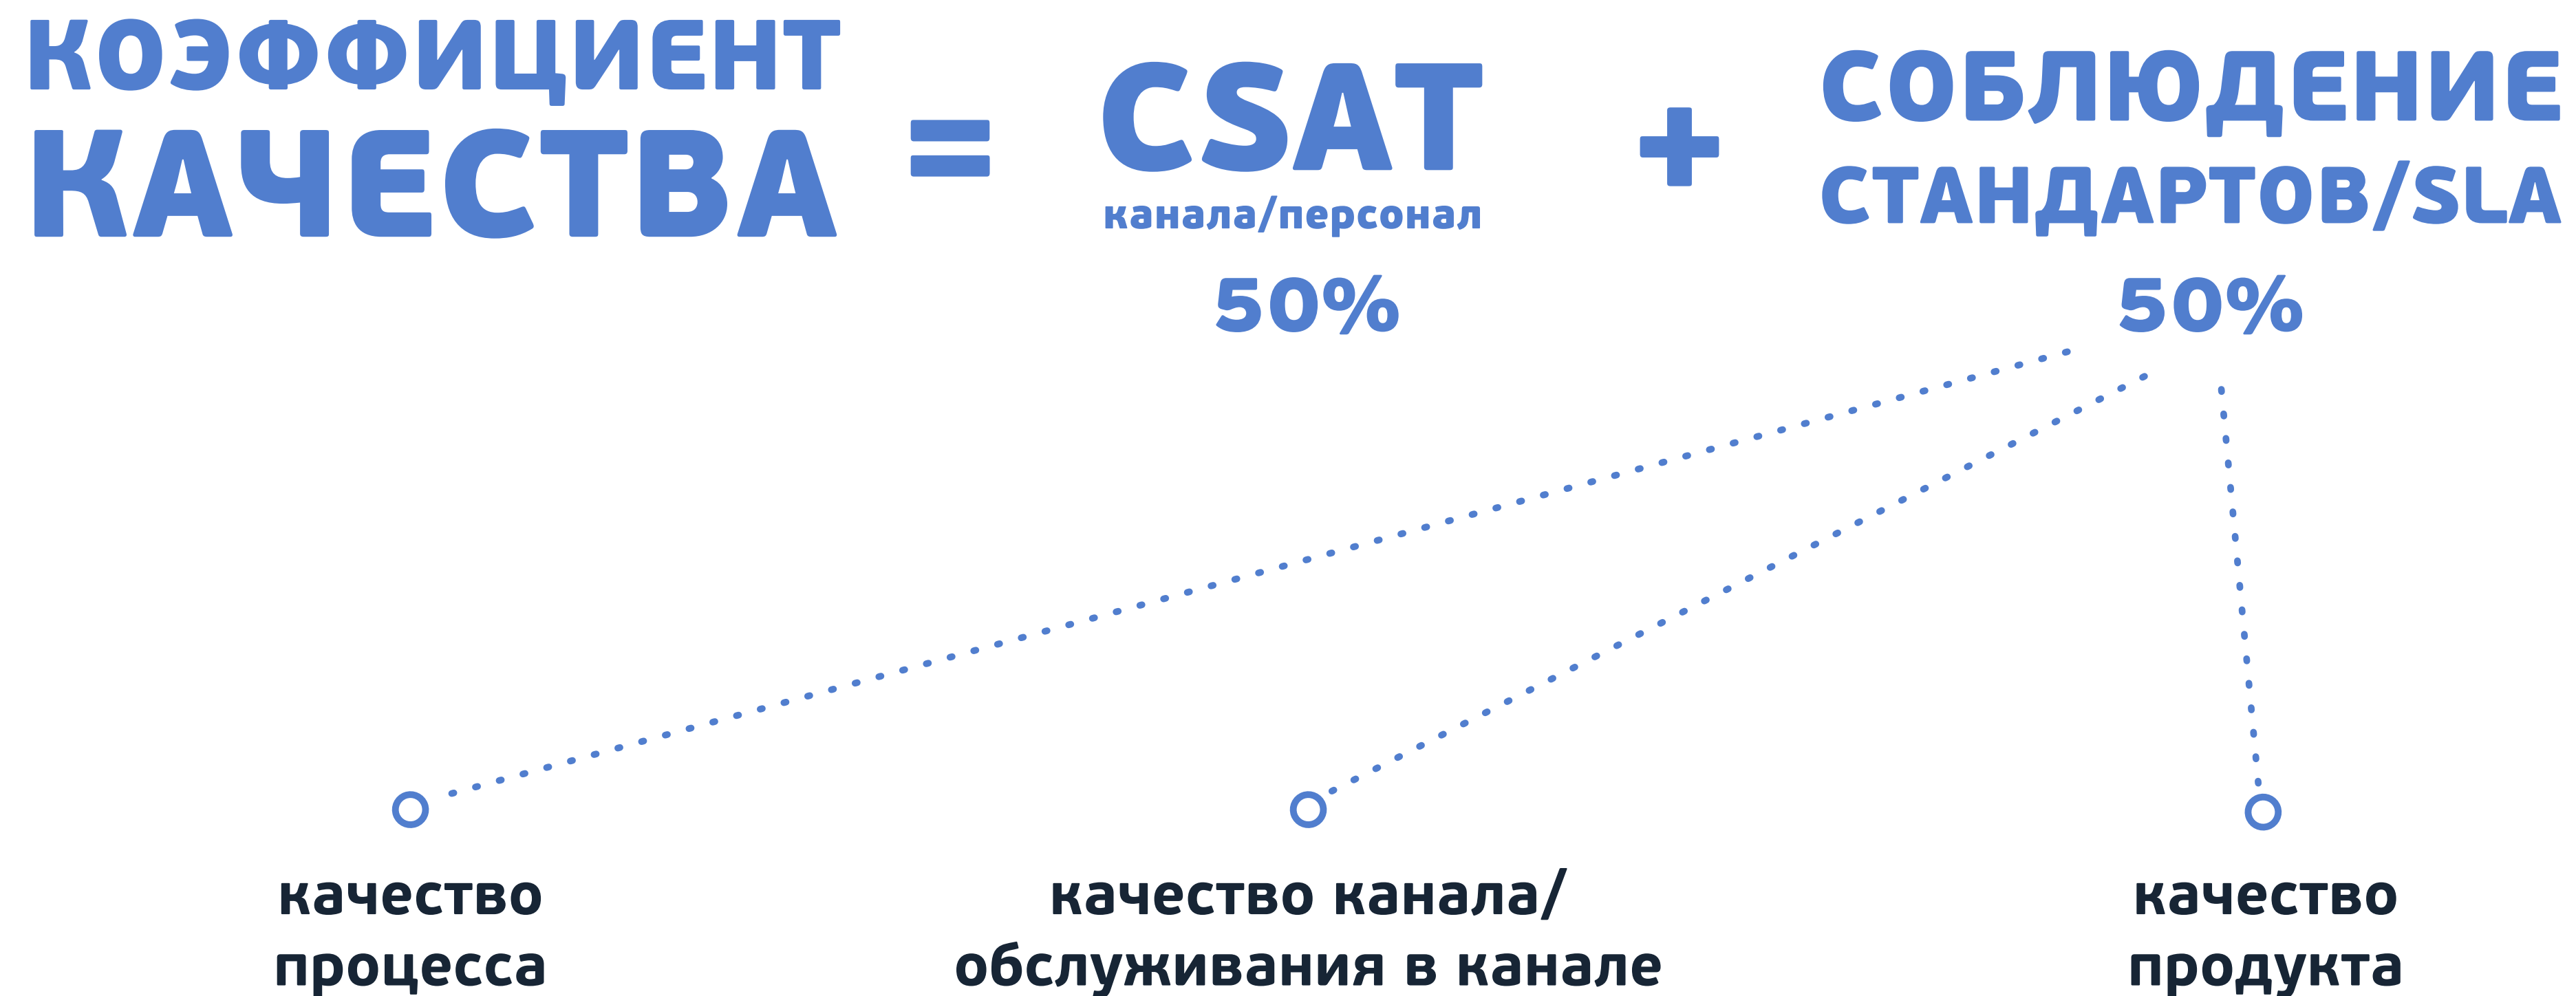 КОЭФФИЦИЕНТ
КАЧЕСТВА
=
CSAT
канала/персонал
50%
+
СОБЛЮДЕНИЕ
СТАНДАРТОВ/SLA
50%
качество
процесса
качество канала/
обслуживания в канале
качество
продукта